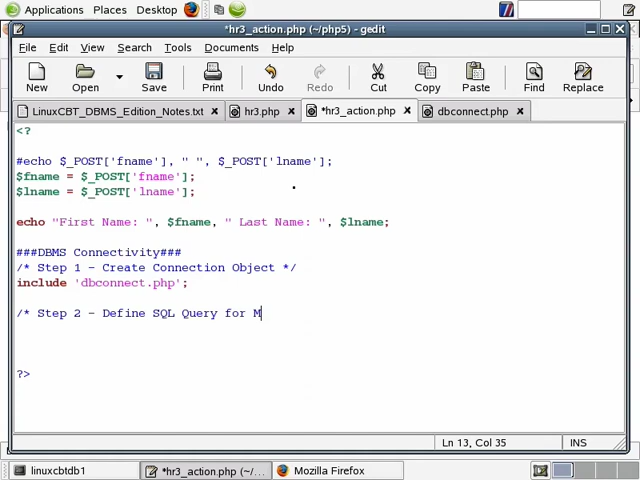 Applications Places Desktop
*hr3_action.php (~/php5) - gedit
File Edit View Search Tools Documents Help
New Open Save Print Undo Redo Cut Copy Paste Find Replace
LinuxCBT_DBMS_Edition_Notes.txt hr3.php *hr3_action.php dbconnect.php
<?
#echo $_POST['fname'], " ", $_POST['lname'];
$fname = $_POST['fname'];
$lname = $_POST['lname'];
echo "First Name: ", $fname, " Last Name: ", $lname;
###DBMS Connectivity###
/* Step 1 - Create Connection Object */
include 'dbconnect.php';
/* Step 2 - Define SQL Query for M
?>
Ln 13, Col 35 INS
linuxcbtdb1 *hr3_action.php (~/... Mozilla Firefox